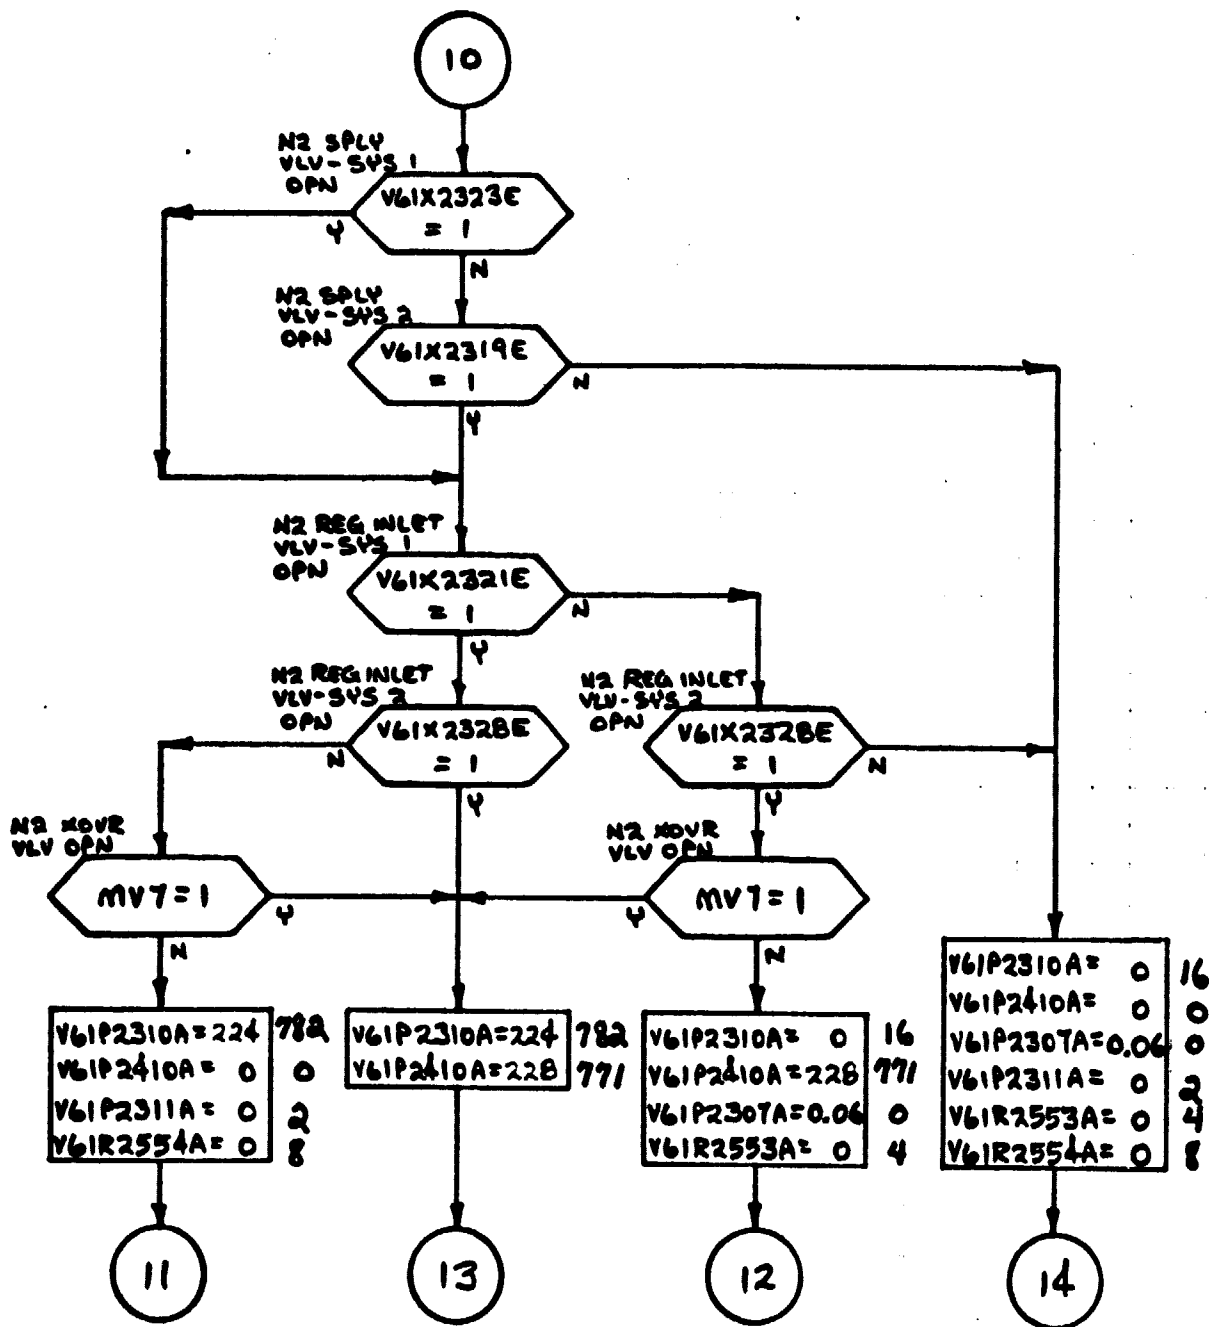 10
N2 SPLY
VLV-SYS 1
OPN
V61X2323E
= 1
Y
N
N2 SPLY
VLV-SYS 2
OPN
V61X2319E
= 1
N
Y
N2 REG INLET
VLV-SYS 1
OPN
V61X2321E
= 1
N
Y
N2 REG INLET
VLV-SYS 2
OPN
V61X2328E
= 1
N
Y
N2 REG INLET
VLV-SYS 2
OPN
V61X2328E
= 1
N
Y
N2 XOVR
VLV OPN
MV7=1
Y
N
N2 XOVR
VLV OPN
MV7=1
Y
N
V61P2310A=224 782
V61P2410A= 0 0
V61P2311A= 0 2
V61R2554A= 0 8
V61P2310A=224 782
V61P2410A=228 771
V61P2310A= 0 16
V61P2410A=228 771
V61P2307A=0.06 0
V61R2553A= 0 4
V61P2310A= 0 16
V61P2410A= 0 0
V61P2307A=0.06 0
V61P2311A= 0 2
V61R2553A= 0 4
V61R2554A= 0 8
11
13
12
14